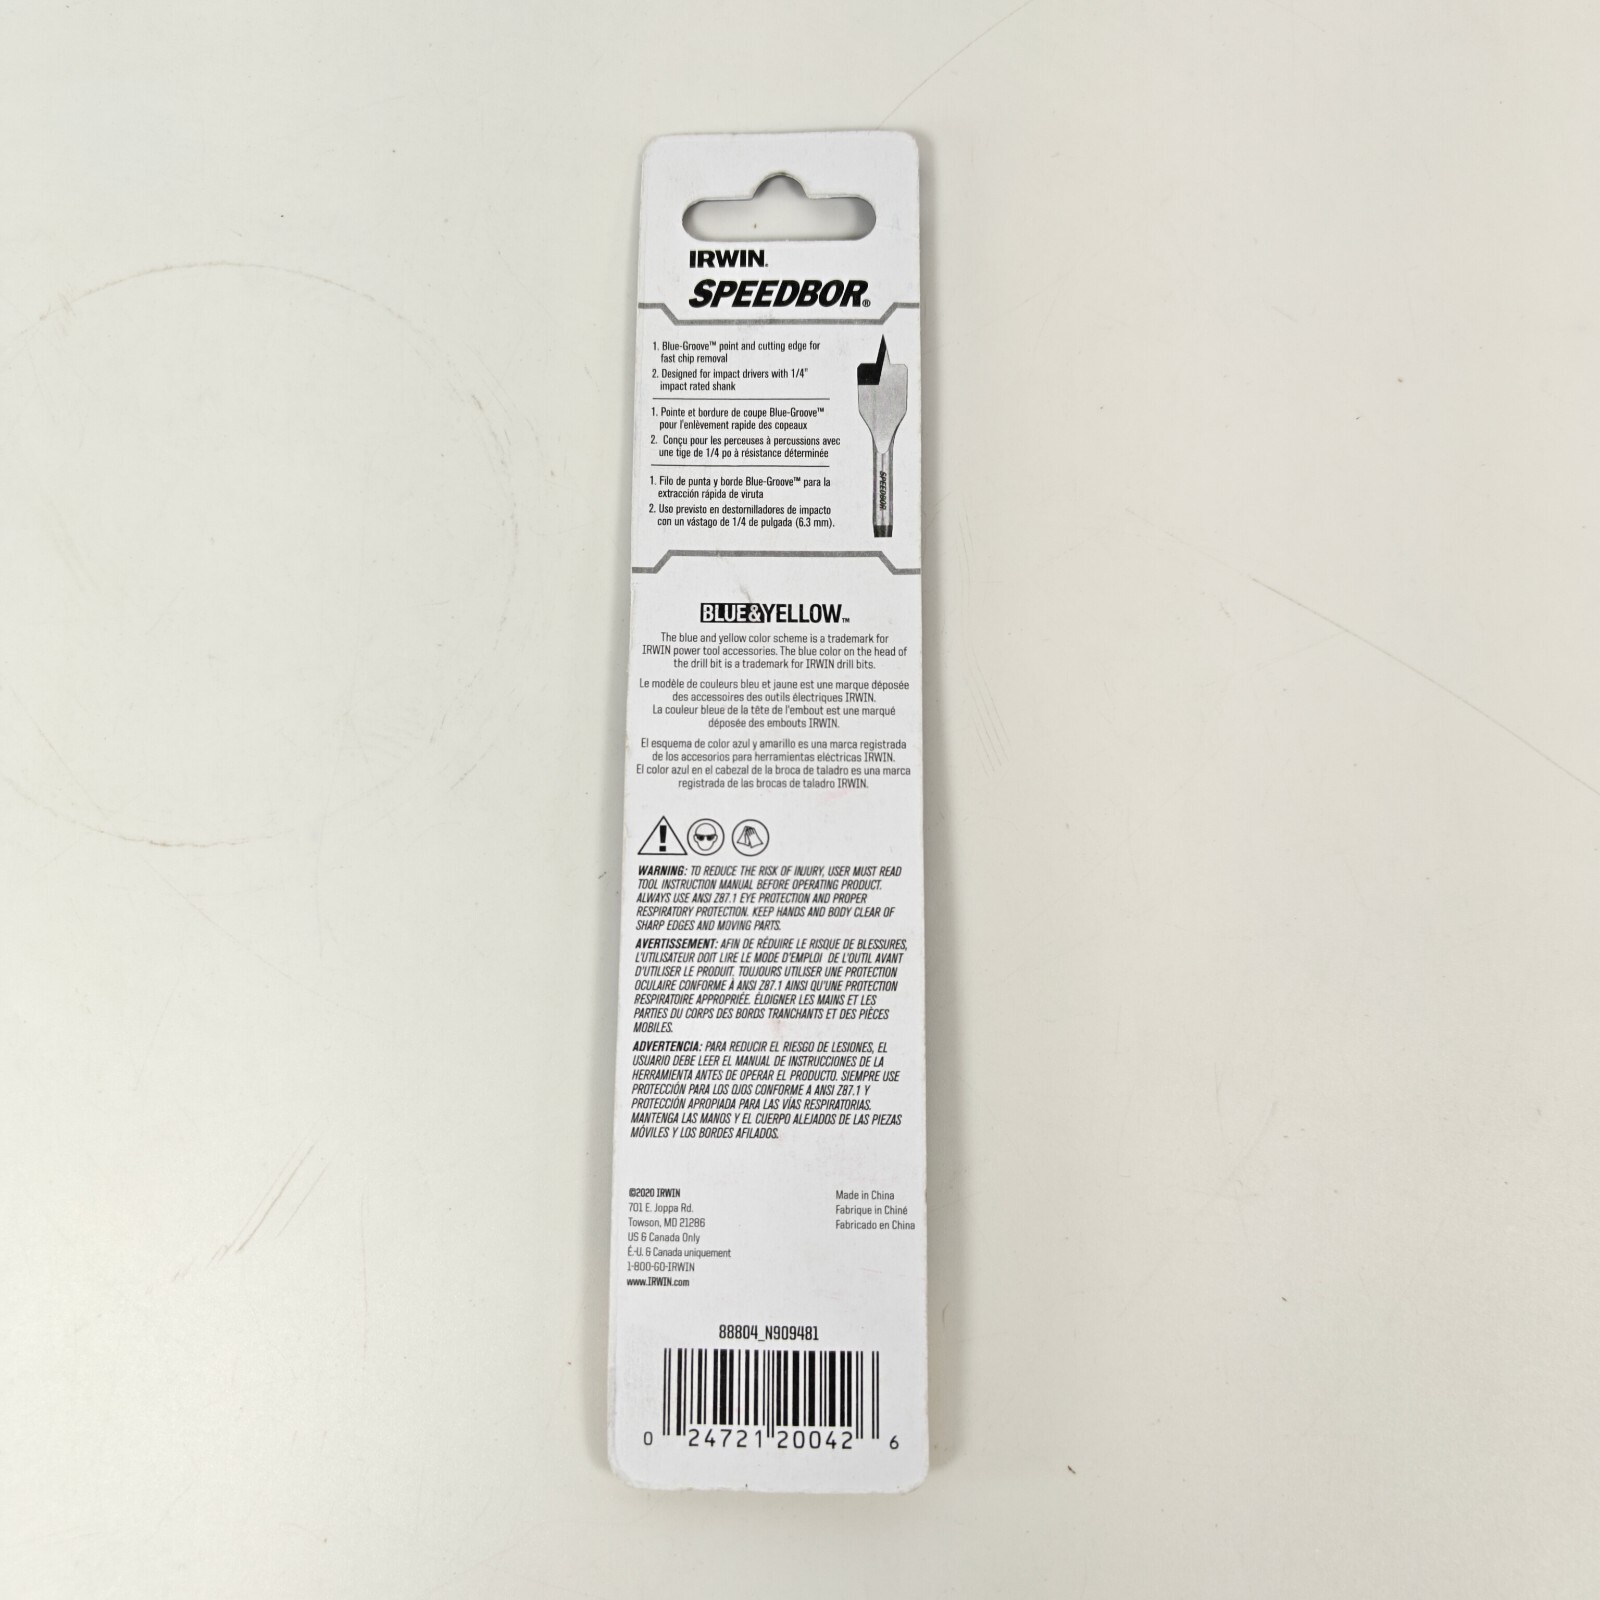 IRWIN®
SPEEDBOR®
1. Blue-Groove™ point and cutting edge for
fast chip removal
2. Designed for impact drivers with 1/4"
impact rated shank
1. Pointe et bordure de coupe Blue-Groove™
pour l'enlèvement rapide des copeaux
2. Conçu pour les perceuses à percussions avec
une tige de 1/4 po à résistance déterminée
1. Filo de punta y borde Blue-Groove™ para la
extracción rápida de viruta
2. Uso previsto en destornilladores de impacto
con un vástago de 1/4 de pulgada (6.3 mm).
SPEEDBOR
BLUE&YELLOW™
The blue and yellow color scheme is a trademark for
IRWIN power tool accessories. The blue color on the head of
the drill bit is a trademark for IRWIN drill bits.
Le modèle de couleurs bleu et jaune est une marque déposée
des accessoires des outils électriques IRWIN.
La couleur bleue de la tête de l'embout est une marqué
déposée des embouts IRWIN.
El esquema de color azul y amarillo es una marca registrada
de los accesorios para herramientas eléctricas IRWIN.
El color azul en el cabezal de la broca de taladro es una marca
registrada de las brocas de taladro IRWIN.
WARNING: TO REDUCE THE RISK OF INJURY, USER MUST READ
TOOL INSTRUCTION MANUAL BEFORE OPERATING PRODUCT.
ALWAYS USE ANSI Z87.1 EYE PROTECTION AND PROPER
RESPIRATORY PROTECTION. KEEP HANDS AND BODY CLEAR OF
SHARP EDGES AND MOVING PARTS.
AVERTISSEMENT: AFIN DE RÉDUIRE LE RISQUE DE BLESSURES,
L'UTILISATEUR DOIT LIRE LE MODE D'EMPLOI DE L'OUTIL AVANT
D'UTILISER LE PRODUIT. TOUJOURS UTILISER UNE PROTECTION
OCULAIRE CONFORME À ANSI Z87.1 AINSI QU'UNE PROTECTION
RESPIRATOIRE APPROPRIÉE. ÉLOIGNER LES MAINS ET LES
PARTIES DU CORPS DES BORDS TRANCHANTS ET DES PIÈCES
MOBILES.
ADVERTENCIA: PARA REDUCIR EL RIESGO DE LESIONES, EL
USUARIO DEBE LEER EL MANUAL DE INSTRUCCIONES DE LA
HERRAMIENTA ANTES DE OPERAR EL PRODUCTO. SIEMPRE USE
PROTECCIÓN PARA LOS OJOS CONFORME A ANSI Z87.1 Y
PROTECCIÓN APROPIADA PARA LAS VÍAS RESPIRATORIAS.
MANTENGA LAS MANOS Y EL CUERPO ALEJADOS DE LAS PIEZAS
MÓVILES Y LOS BORDES AFILADOS.
©2020 IRWIN
701 E. Joppa Rd.
Towson, MD 21286
US & Canada Only
É.-U. & Canada uniquement
1-800-GO-IRWIN
www.IRWIN.com
Made in China
Fabrique in Chiné
Fabricado en China
88804_N909481
0 24721 20042 6